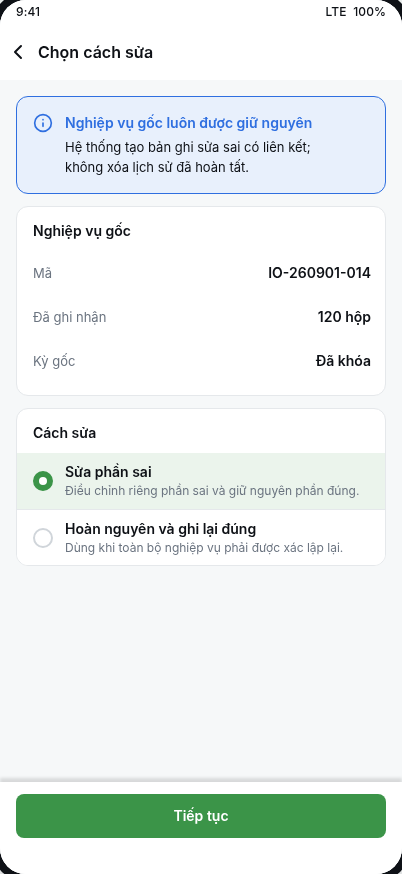 9:41
LTE 100%
Chọn cách sửa
Nghiệp vụ gốc luôn được giữ nguyên
Hệ thống tạo bản ghi sửa sai có liên kết;
không xóa lịch sử đã hoàn tất.
Nghiệp vụ gốc
Mã
IO-260901-014
Đã ghi nhận
120 hộp
Kỳ gốc
Đã khóa
Cách sửa
Sửa phần sai
Điều chỉnh riêng phần sai và giữ nguyên phần đúng.
Hoàn nguyên và ghi lại đúng
Dùng khi toàn bộ nghiệp vụ phải được xác lập lại.
Tiếp tục